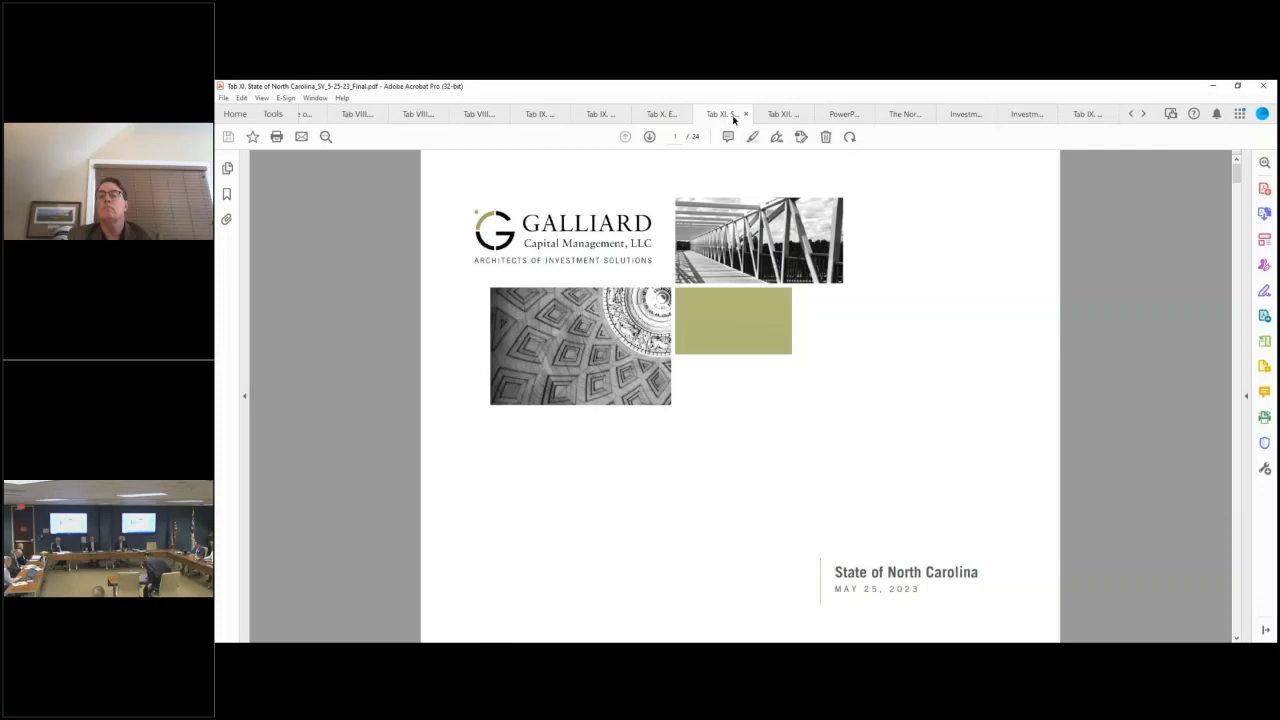 Tab XI. State of North Carolina_SV_5-25-23_Final.pdf - Adobe Acrobat Pro (32-bit)
File Edit View E-Sign Window Help
Home Tools e o... Tab VIII.... Tab VIII.... Tab VIII.... Tab IX. ... Tab IX. ... Tab X. E... Tab XI. S... Tab XII. ... PowerP... The Nor... Investm... Investm... Tab IX. ...
1 / 24
GALLIARD
Capital Management, LLC
ARCHITECTS OF INVESTMENT SOLUTIONS
State of North Carolina
MAY 25, 2023